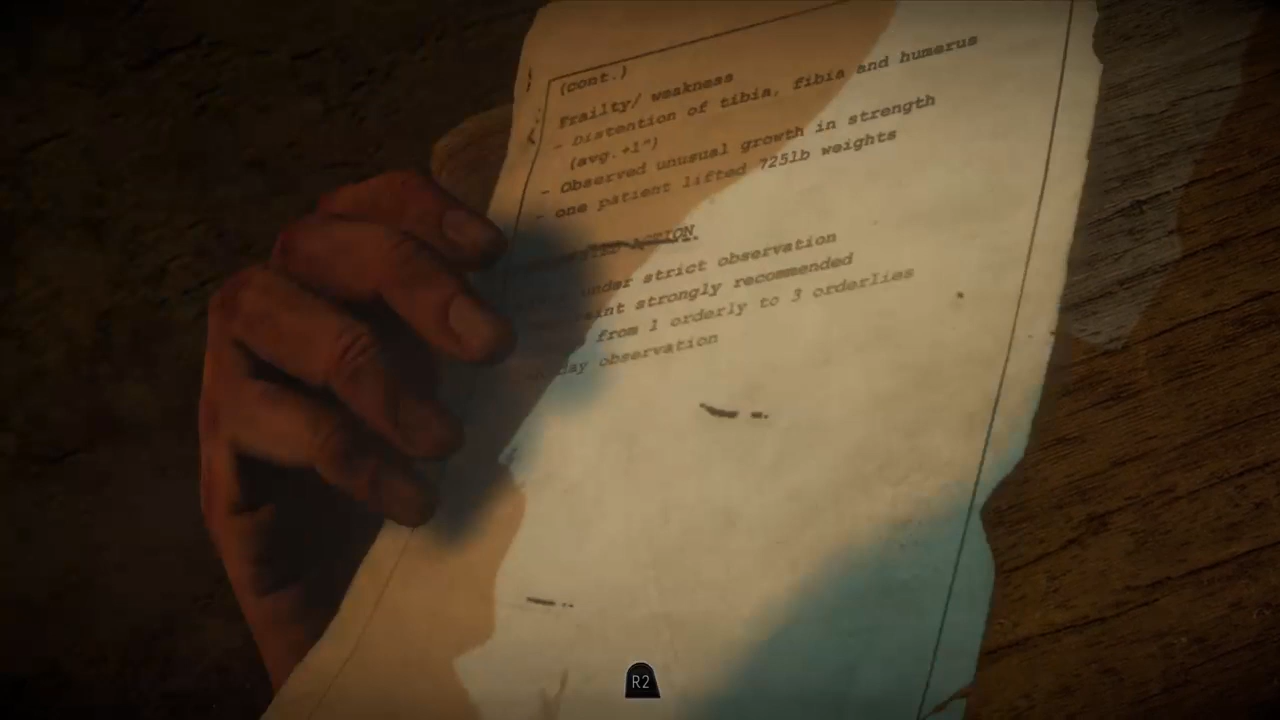 (cont.)
Frailty/ weakness
- Distention of tibia, fibia and humerus
(avg.+1")
- Observed unusual growth in strength
- one patient lifted 725lb weights
ACTION
under strict observation
strongly recommended
from 1 orderly to 3 orderlies
day observation
R2